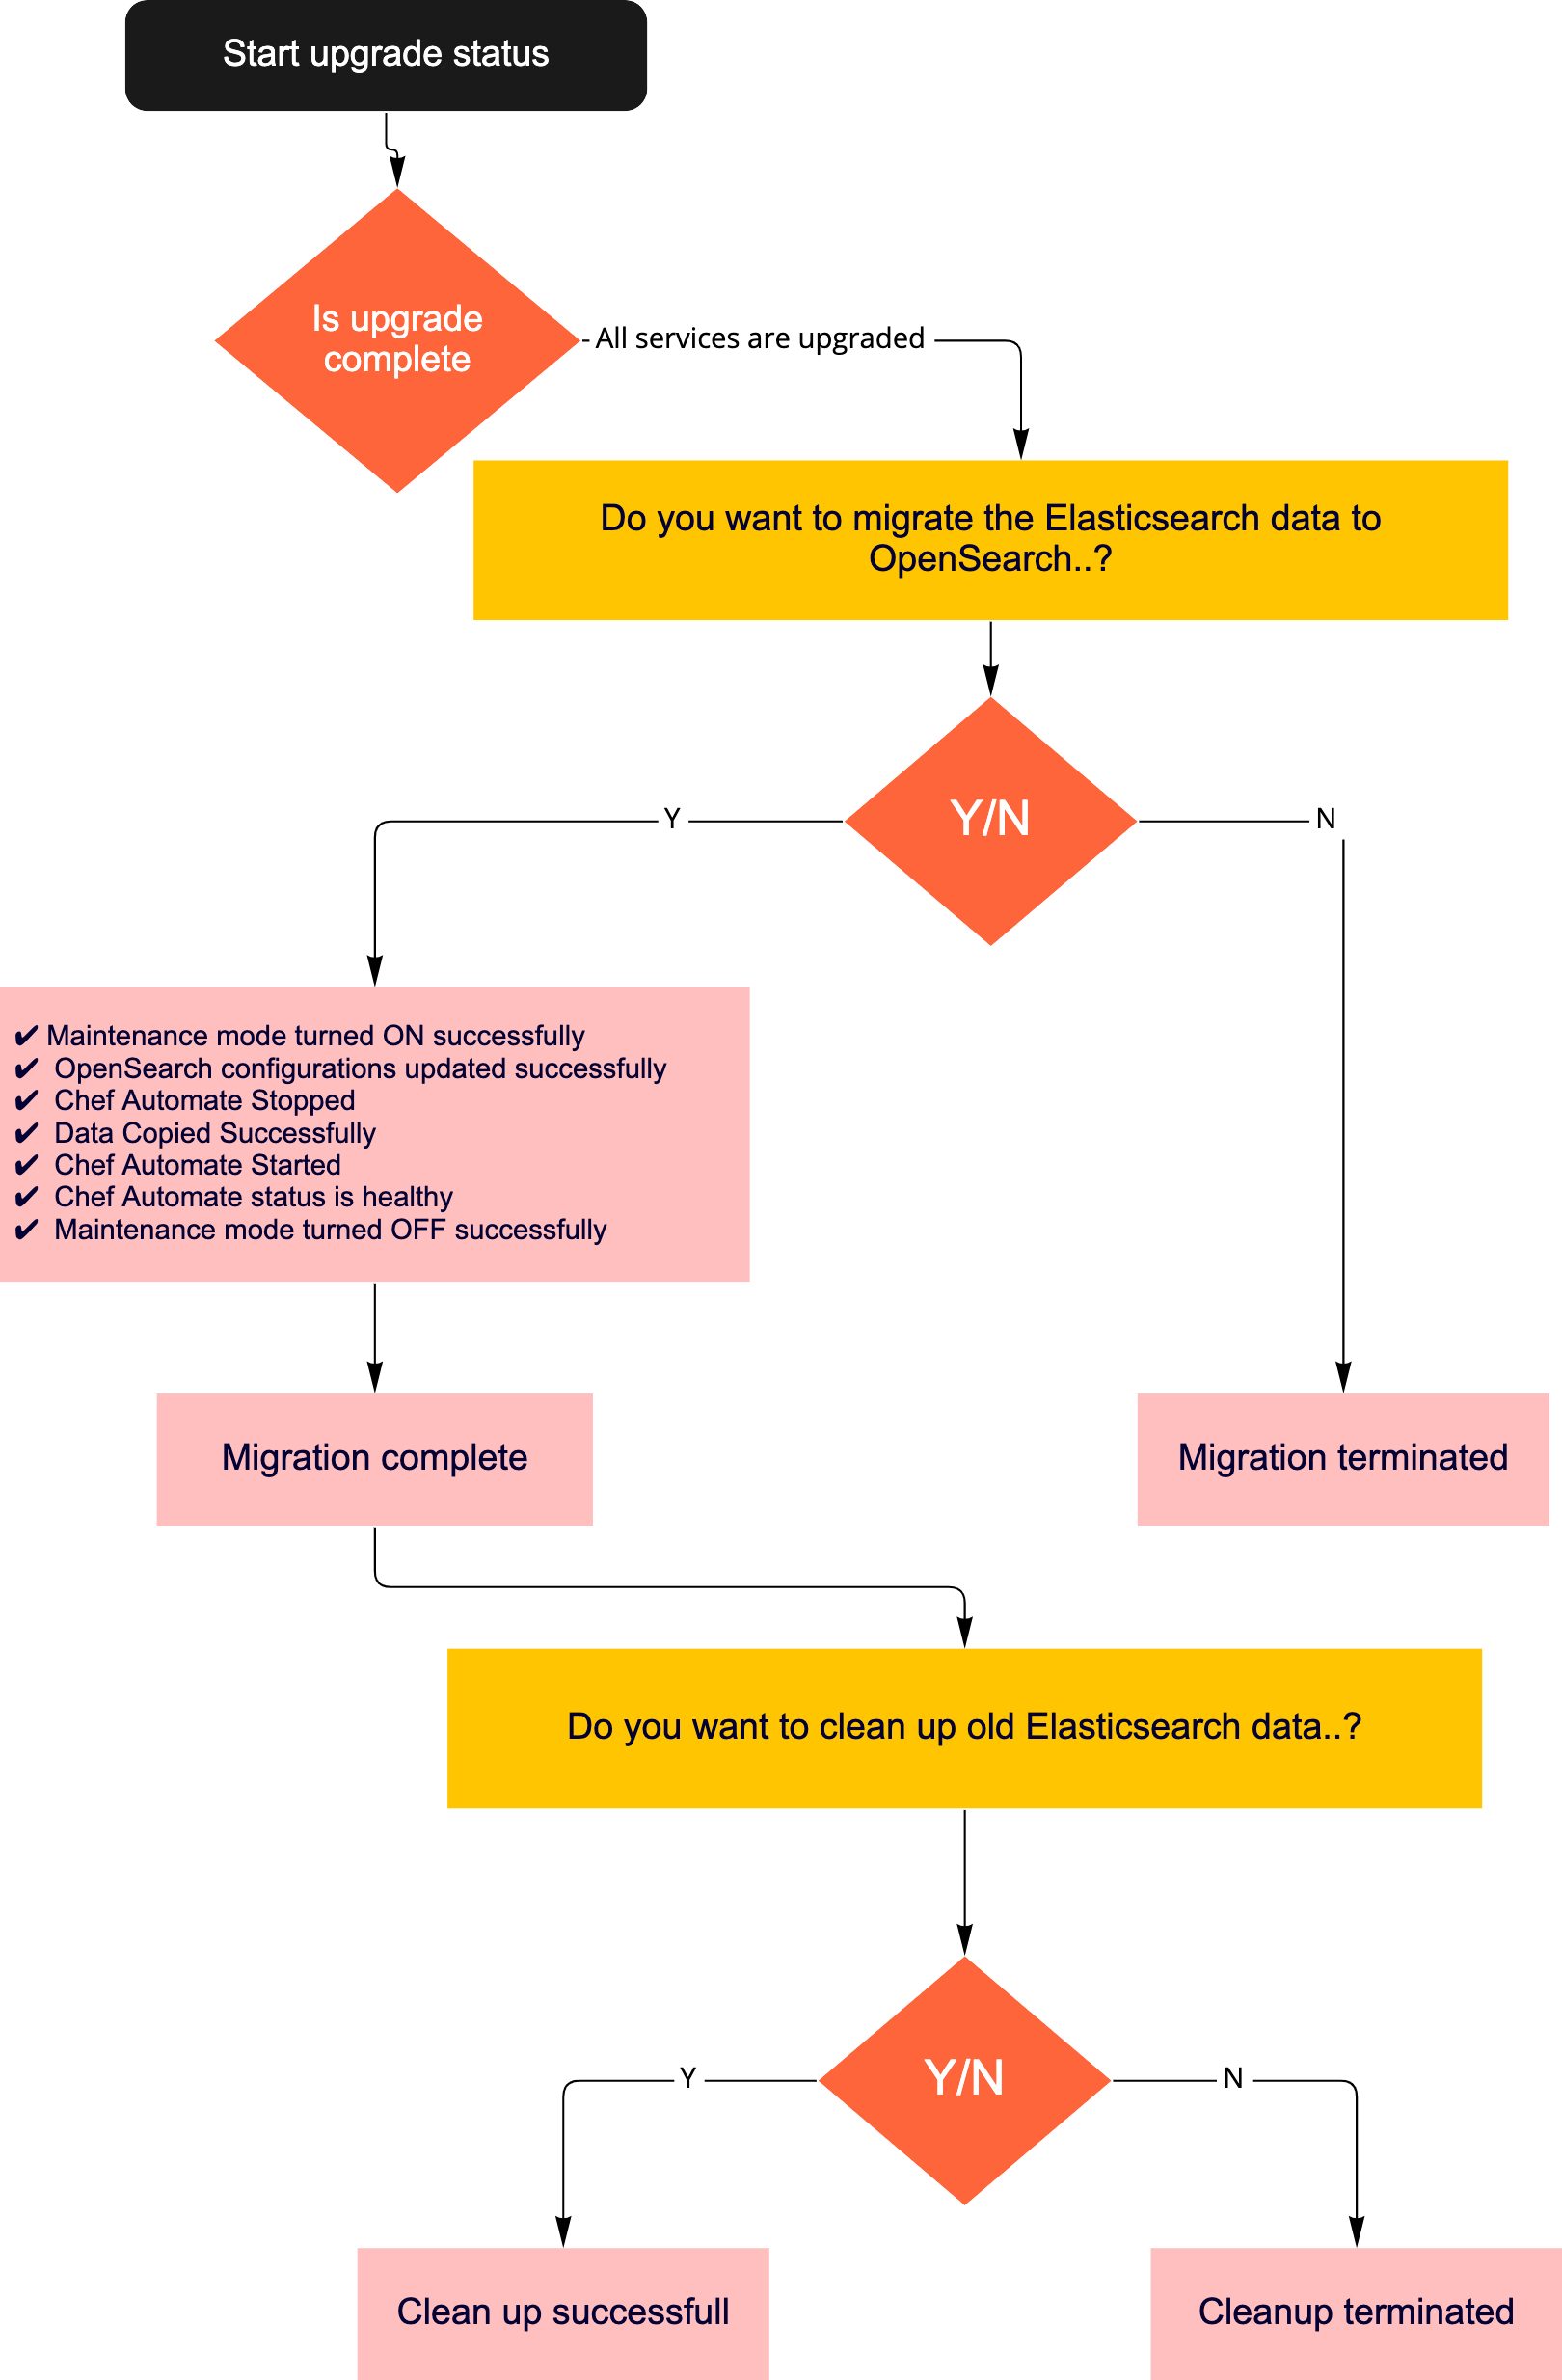 Start upgrade status
Is upgrade
complete
All services are upgraded
Do you want to migrate the Elasticsearch data to
OpenSearch..?
Y/N
Y
N
✔ Maintenance mode turned ON successfully
✔ OpenSearch configurations updated successfully
✔ Chef Automate Stopped
✔ Data Copied Successfully
✔ Chef Automate Started
✔ Chef Automate status is healthy
✔ Maintenance mode turned OFF successfully
Migration complete
Migration terminated
Do you want to clean up old Elasticsearch data..?
Y/N
Y
N
Clean up successfull
Cleanup terminated